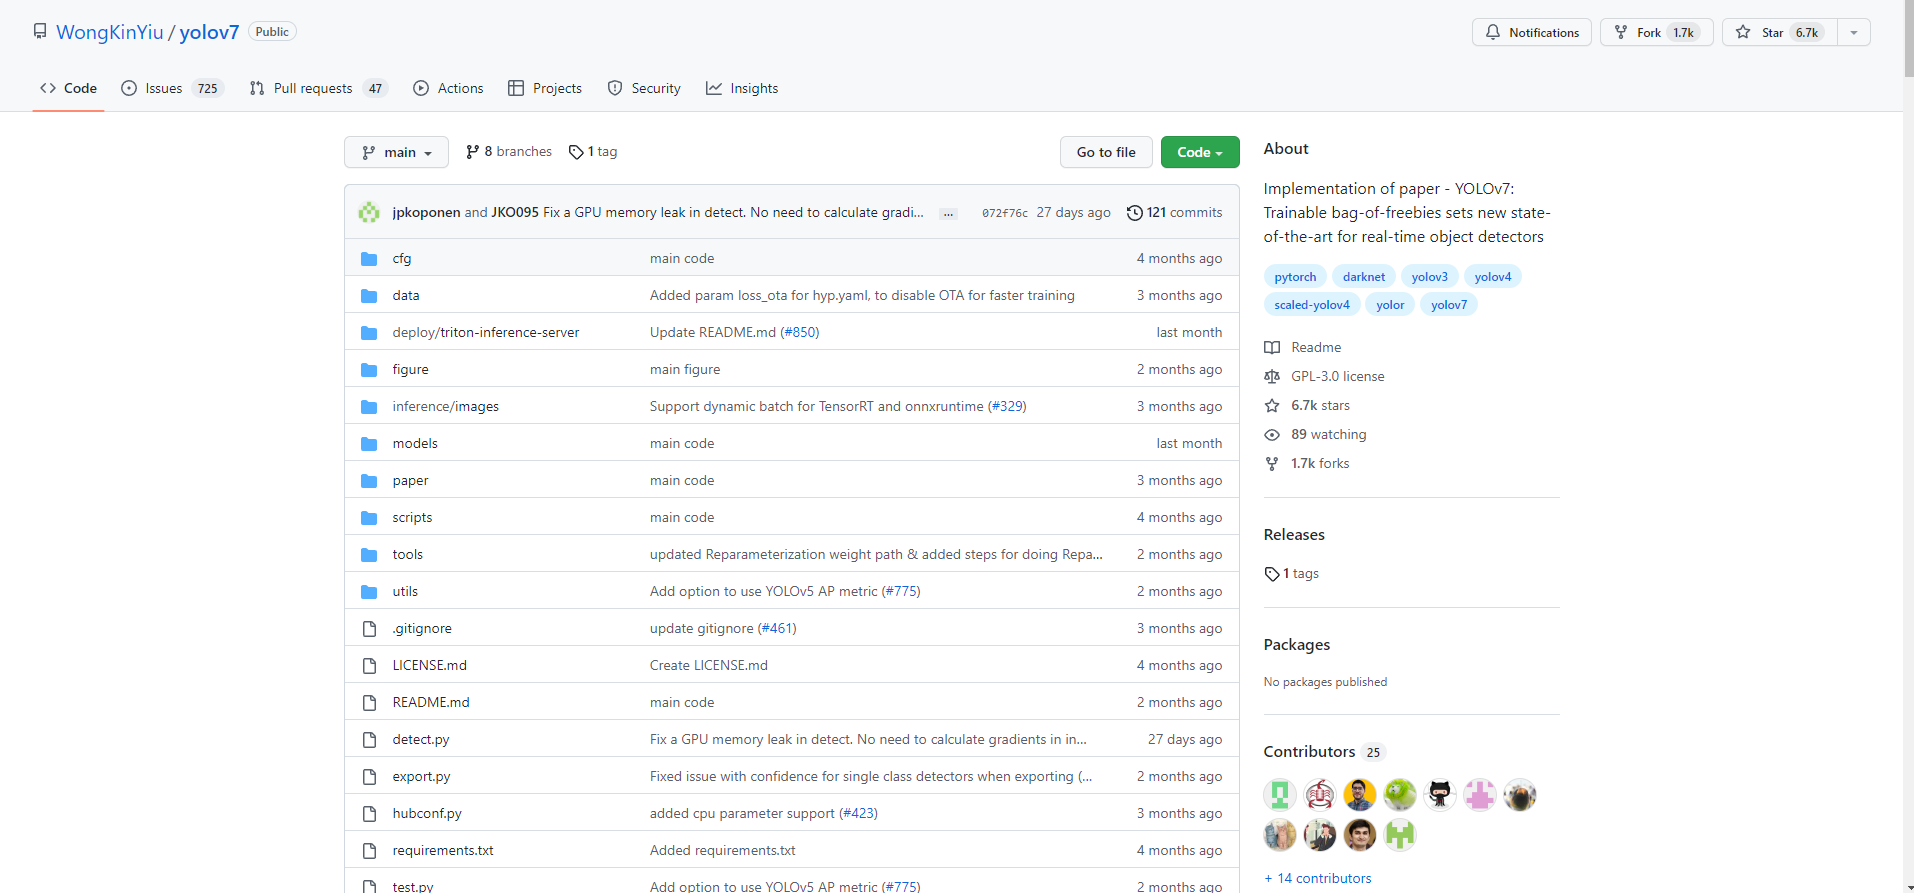 WongKinYiu / yolov7 Public
Notifications Fork 1.7k Star 6.7k
Code Issues 725 Pull requests 47 Actions Projects Security Insights
main 8 branches 1 tag Go to file Code
jpkoponen and JKO095 Fix a GPU memory leak in detect. No need to calculate gradi... ... 072f76c 27 days ago 121 commits
cfg main code 4 months ago
data Added param loss_ota for hyp.yaml, to disable OTA for faster training 3 months ago
deploy/triton-inference-server Update README.md (#850) last month
figure main figure 2 months ago
inference/images Support dynamic batch for TensorRT and onnxruntime (#329) 3 months ago
models main code last month
paper main code 3 months ago
scripts main code 4 months ago
tools updated Reparameterization weight path & added steps for doing Repa... 2 months ago
utils Add option to use YOLOv5 AP metric (#775) 2 months ago
.gitignore update gitignore (#461) 3 months ago
LICENSE.md Create LICENSE.md 4 months ago
README.md main code 2 months ago
detect.py Fix a GPU memory leak in detect. No need to calculate gradients in in... 27 days ago
export.py Fixed issue with confidence for single class detectors when exporting (... 2 months ago
hubconf.py added cpu parameter support (#423) 3 months ago
requirements.txt Added requirements.txt 4 months ago
test.py Add option to use YOLOv5 AP metric (#775) 2 months ago
About
Implementation of paper - YOLOv7:
Trainable bag-of-freebies sets new state-
of-the-art for real-time object detectors
pytorch darknet yolov3 yolov4
scaled-yolov4 yolor yolov7
Readme
GPL-3.0 license
6.7k stars
89 watching
1.7k forks
Releases
1 tags
Packages
No packages published
Contributors 25
+ 14 contributors